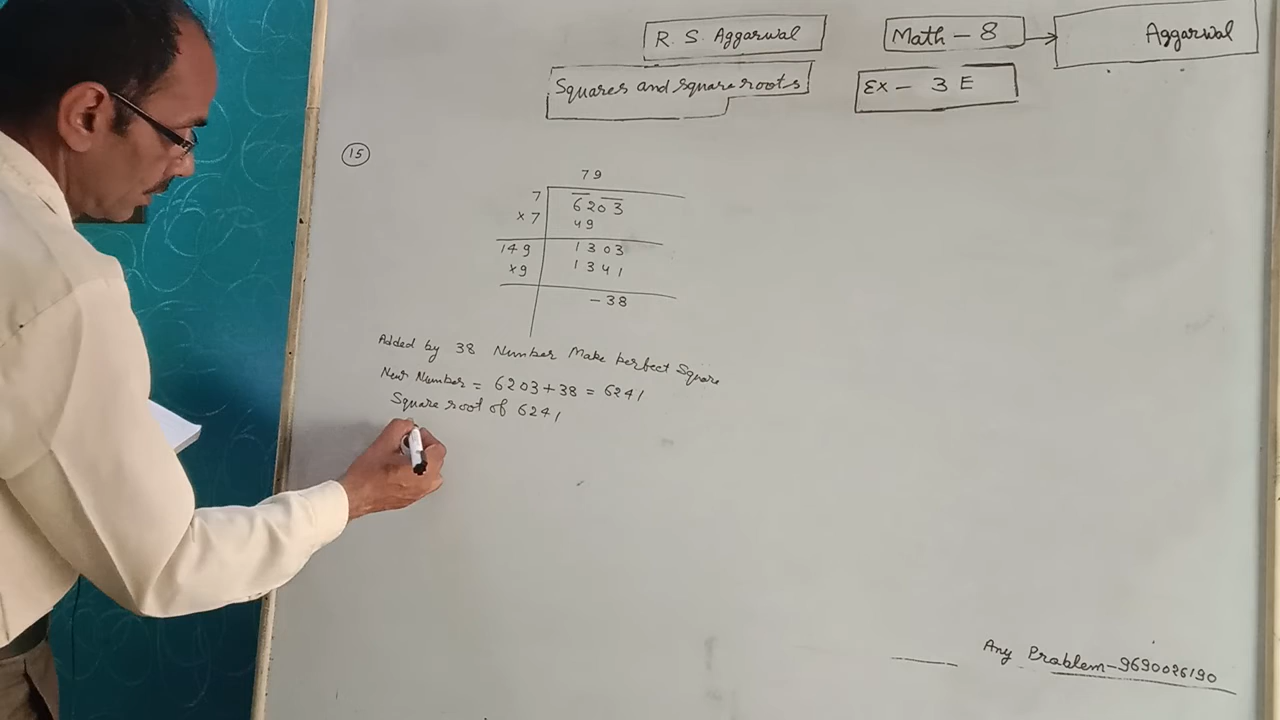 R. S. Aggarwal
Math - 8
Aggarwal
Squares and square roots
Ex - 3 E
15
79
7 6203
×7 49
149 1303
×9 1341
-38
Added by 38 Number Make perfect Square
New Number = 6203 + 38 = 6241
Square root of 6241
Any Problem - 9690026190